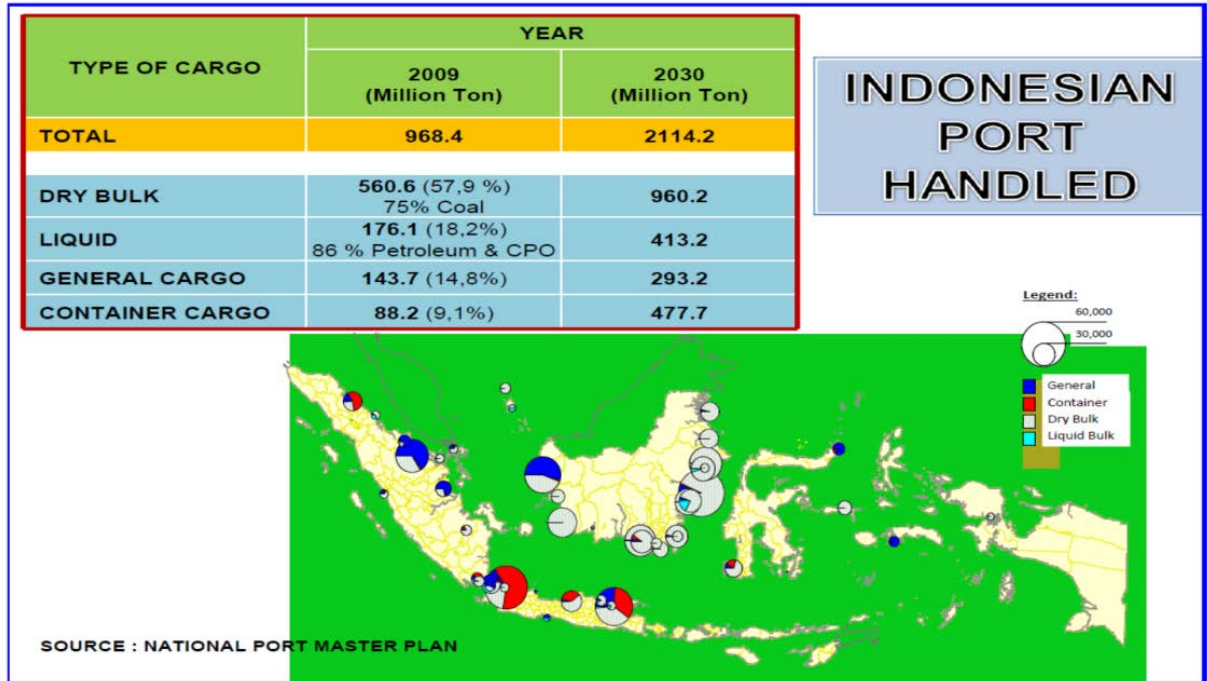 TYPE OF CARGO
YEAR
2009
(Million Ton)
2030
(Million Ton)
TOTAL
968.4
2114.2
DRY BULK
560.6 (57,9 %)
75% Coal
960.2
LIQUID
176.1 (18,2%)
86 % Petroleum & CPO
413.2
GENERAL CARGO
143.7 (14,8%)
293.2
CONTAINER CARGO
88.2 (9,1%)
477.7
INDONESIAN
PORT
HANDLED
Legend:
60,000
30,000
General
Container
Dry Bulk
Liquid Bulk
SOURCE : NATIONAL PORT MASTER PLAN